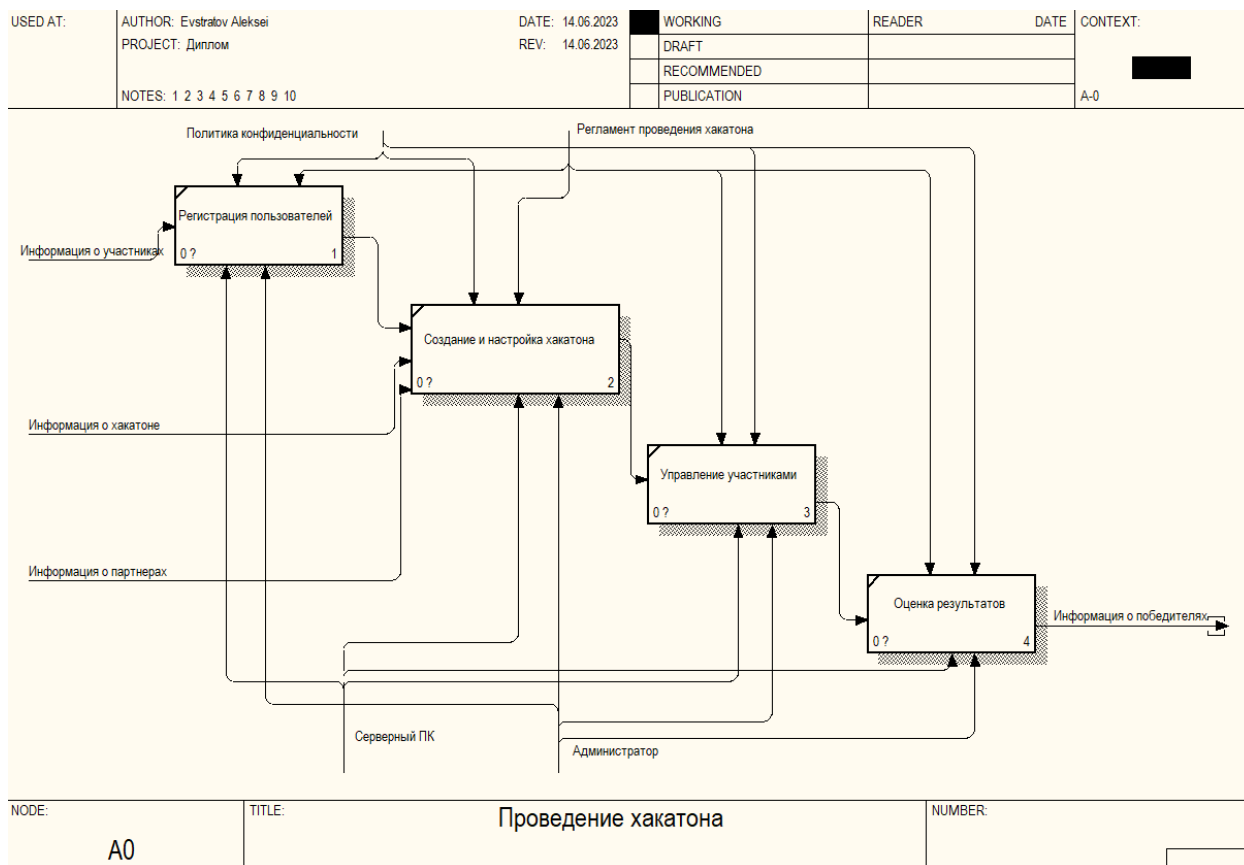 USED AT:
AUTHOR: Evstratov Aleksei
DATE: 14.06.2023
WORKING
READER
DATE
CONTEXT:
PROJECT: Диплом
REV: 14.06.2023
DRAFT
RECOMMENDED
NOTES: 1 2 3 4 5 6 7 8 9 10
PUBLICATION
A-0
Политика конфиденциальности
Регламент проведения хакатона
Регистрация пользователей
0 ?
1
Информация о участниках
Создание и настройка хакатона
0 ?
2
Информация о хакатоне
Управление участниками
0 ?
3
Информация о партнерах
Оценка результатов
0 ?
4
Информация о победителях
Серверный ПК
Администратор
NODE:
TITLE:
Проведение хакатона
NUMBER:
A0